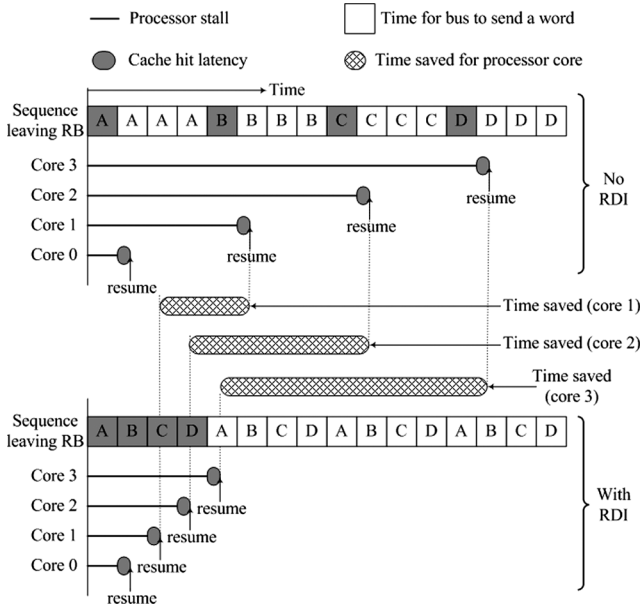 Processor stall
Time for bus to send a word
Cache hit latency
Time saved for processor core
Time
Sequence
leaving RB
A A A A B B B B C C C C D D D D
Core 3
resume
Core 2
resume
Core 1
resume
Core 0
resume
No
RDI
Time saved (core 1)
Time saved (core 2)
Time saved
(core 3)
Sequence
leaving RB
A B C D A B C D A B C D A B C D
Core 3
resume
Core 2
resume
Core 1
resume
Core 0
resume
With
RDI